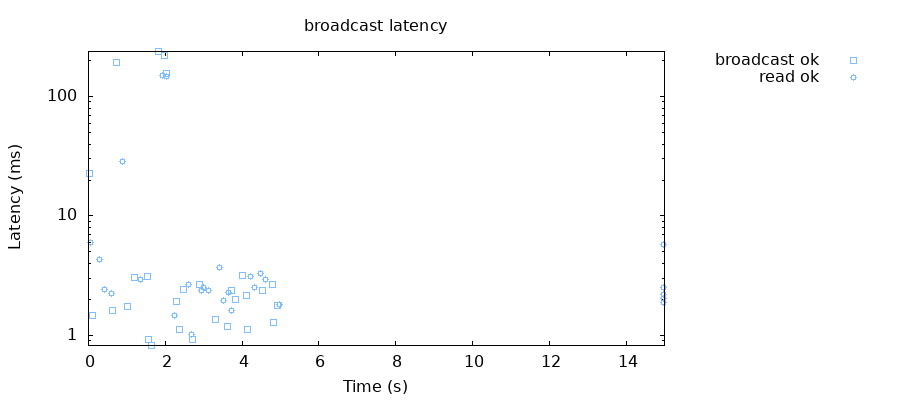 broadcast latency
broadcast ok
read ok
Latency (ms)
100
10
1
0 2 4 6 8 10 12 14
Time (s)